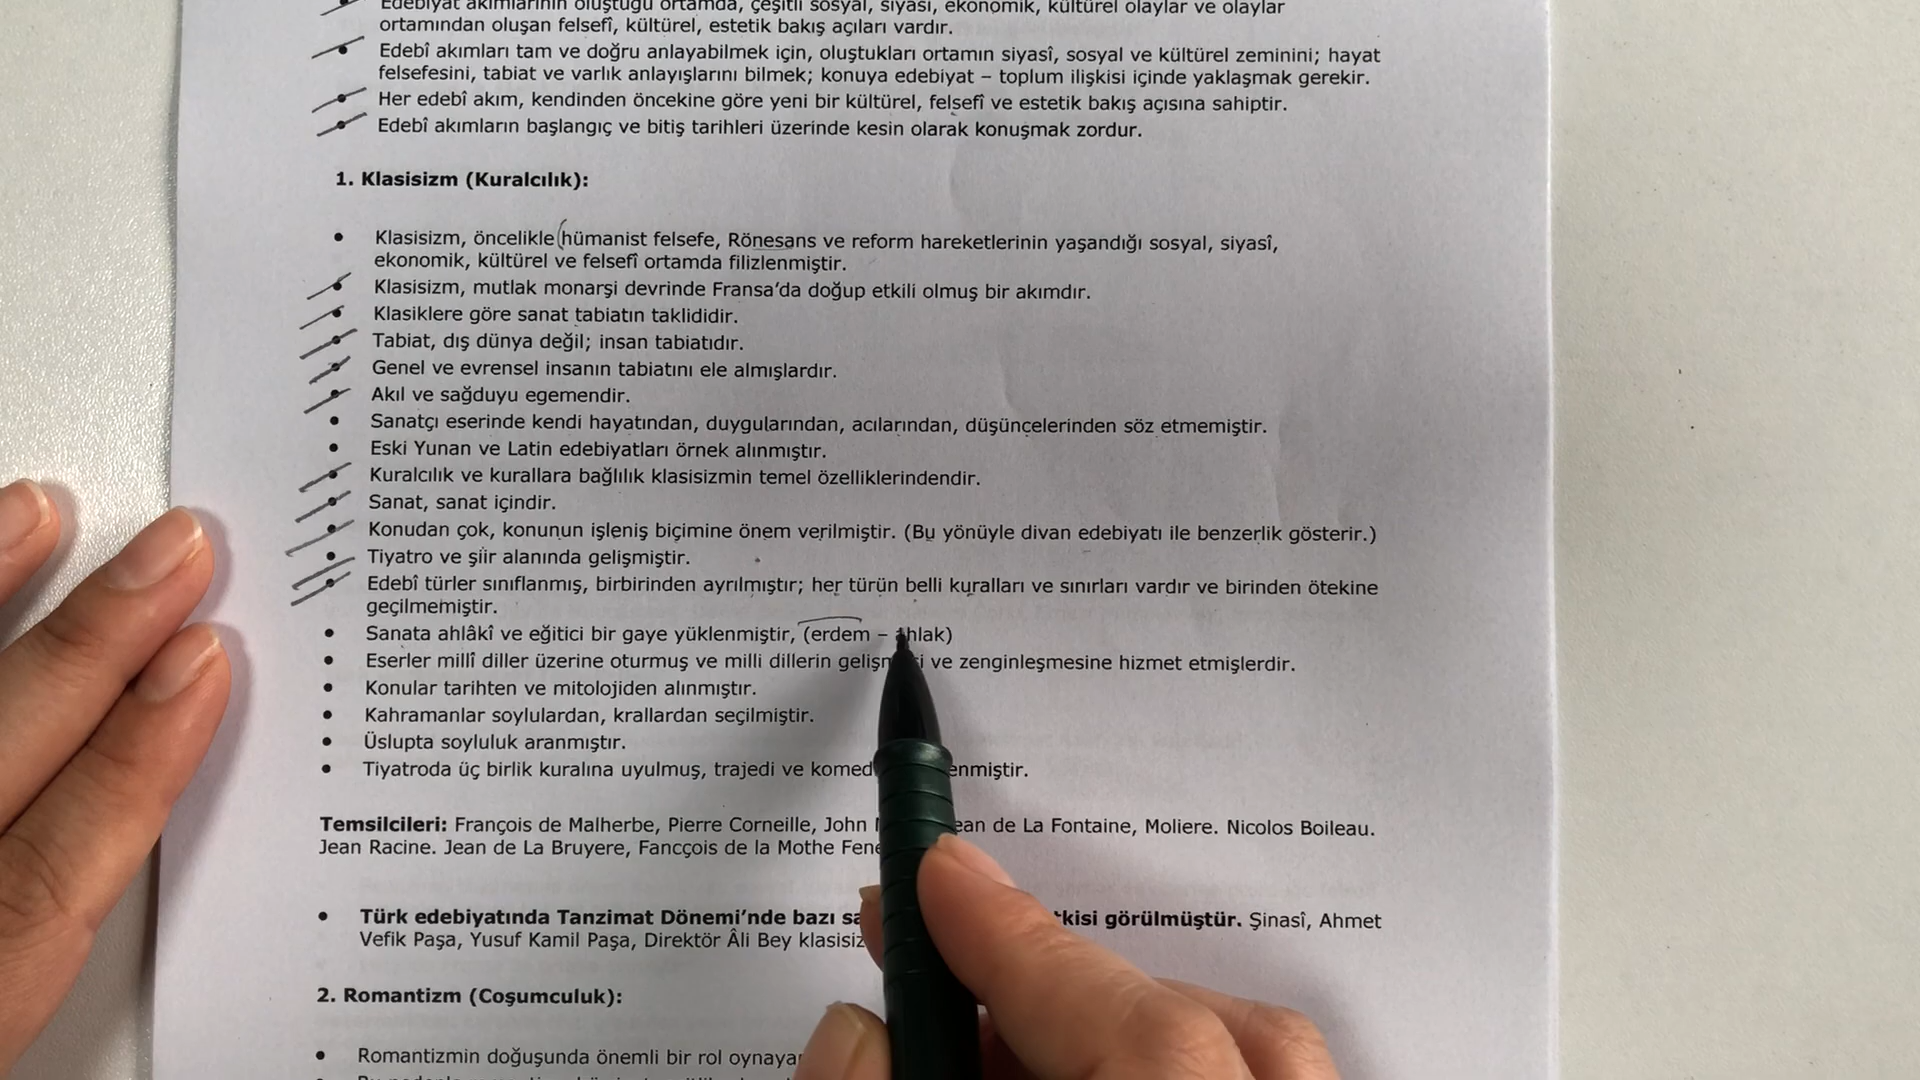 Edebiyat akımlarının oluştuğu ortamda, çeşitli sosyal, siyasî, ekonomik, kültürel olaylar ve olaylar
ortamından oluşan felsefî, kültürel, estetik bakış açıları vardır.
• Edebî akımları tam ve doğru anlayabilmek için, oluştukları ortamın siyasî, sosyal ve kültürel zeminini; hayat
felsefesini, tabiat ve varlık anlayışlarını bilmek; konuya edebiyat – toplum ilişkisi içinde yaklaşmak gerekir.
• Her edebî akım, kendinden öncekine göre yeni bir kültürel, felsefî ve estetik bakış açısına sahiptir.
• Edebî akımların başlangıç ve bitiş tarihleri üzerinde kesin olarak konuşmak zordur.
1. Klasisizm (Kuralcılık):
• Klasisizm, öncelikle hümanist felsefe, Rönesans ve reform hareketlerinin yaşandığı sosyal, siyasî,
ekonomik, kültürel ve felsefî ortamda filizlenmiştir.
• Klasisizm, mutlak monarşi devrinde Fransa’da doğup etkili olmuş bir akımdır.
• Klasiklere göre sanat tabiatın taklididir.
• Tabiat, dış dünya değil; insan tabiatıdır.
• Genel ve evrensel insanın tabiatını ele almışlardır.
• Akıl ve sağduyu egemendir.
• Sanatçı eserinde kendi hayatından, duygularından, acılarından, düşüncelerinden söz etmemiştir.
• Eski Yunan ve Latin edebiyatları örnek alınmıştır.
• Kuralcılık ve kurallara bağlılık klasisizmin temel özelliklerindendir.
• Sanat, sanat içindir.
• Konudan çok, konunun işleniş biçimine önem verilmiştir. (Bu yönüyle divan edebiyatı ile benzerlik gösterir.)
• Tiyatro ve şiir alanında gelişmiştir.
• Edebî türler sınıflanmış, birbirinden ayrılmıştır; her türün belli kuralları ve sınırları vardır ve birinden ötekine
geçilmemiştir.
• Sanata ahlâkî ve eğitici bir gaye yüklenmiştir, (erdem – ahlak)
• Eserler millî diller üzerine oturmuş ve milli dillerin ve zenginleşmesine hizmet etmişlerdir.
• Konular tarihten ve mitolojiden alınmıştır.
• Kahramanlar soylulardan, krallardan seçilmiştir.
• Üslupta soyluluk aranmıştır.
• Tiyatroda üç birlik kuralına uyulmuş, trajedi ve
Temsilcileri: François de Malherbe, Pierre Corneille, John de La Fontaine, Moliere. Nicolos Boileau.
Jean Racine. Jean de La Bruyere, Fancçois de la Mothe
• Türk edebiyatında Tanzimat Dönemi’nde bazı görülmüştür. Şinasî, Ahmet
Vefik Paşa, Yusuf Kamil Paşa, Direktör Âli Bey
2. Romantizm (Coşumculuk):
• Romantizmin doğuşunda önemli bir rol